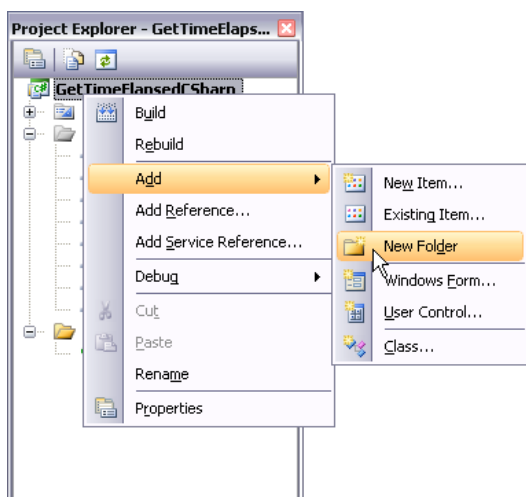 Project Explorer - GetTimeElaps...
GetTimeElapsedCSharp
Build
Rebuild
Add
Add Reference...
Add Service Reference...
Debug
Cut
Paste
Rename
Properties
New Item...
Existing Item...
New Folder
Windows Form...
User Control...
Class...